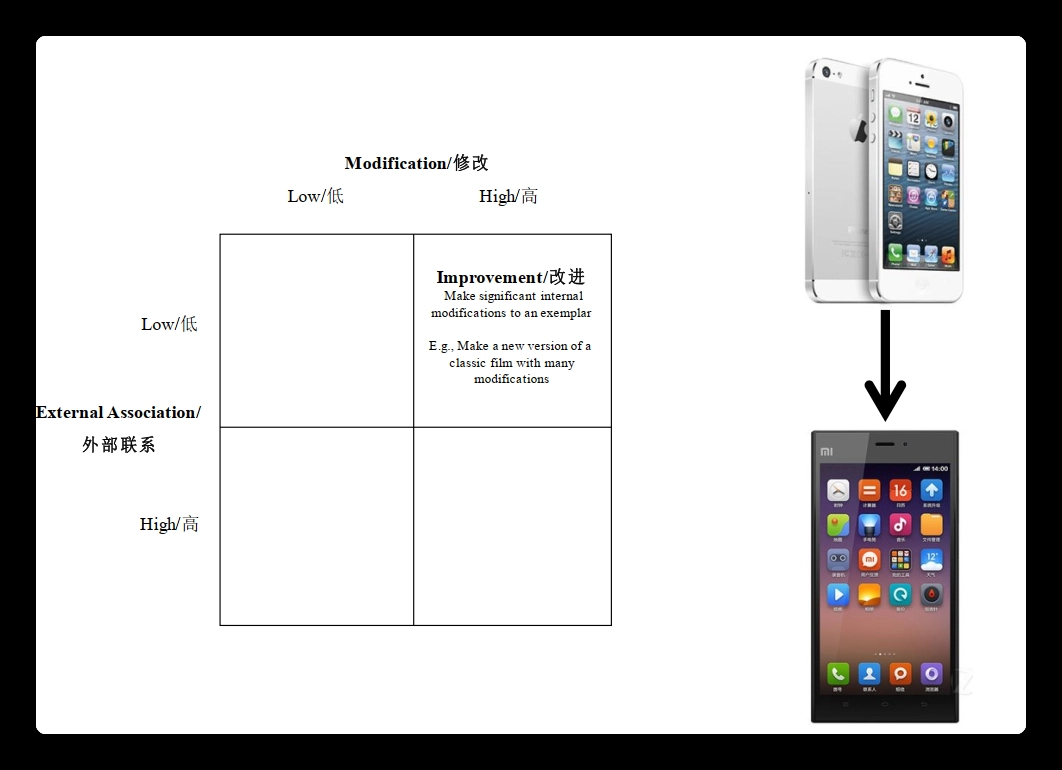 Modification/修改
Low/低
High/高
Improvement/改进
Make significant internal
modifications to an exemplar
E.g., Make a new version of a
classic film with many
modifications
Low/低
External Association/
外部联系
High/高
12
MI
14:00
16
12°